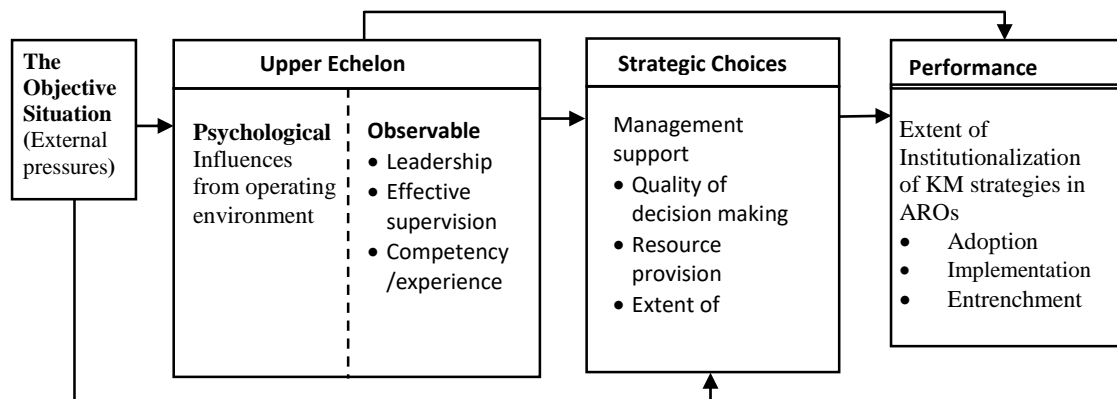 The
Objective
Situation
(External
pressures)
Upper Echelon
Psychological
Influences
from operating
environment
Observable
• Leadership
• Effective
supervision
• Competency
/experience
Strategic Choices
Management
support
• Quality of
decision making
• Resource
provision
• Extent of
Performance
Extent of
Institutionalization
of KM strategies in
AROs
• Adoption
• Implementation
• Entrenchment